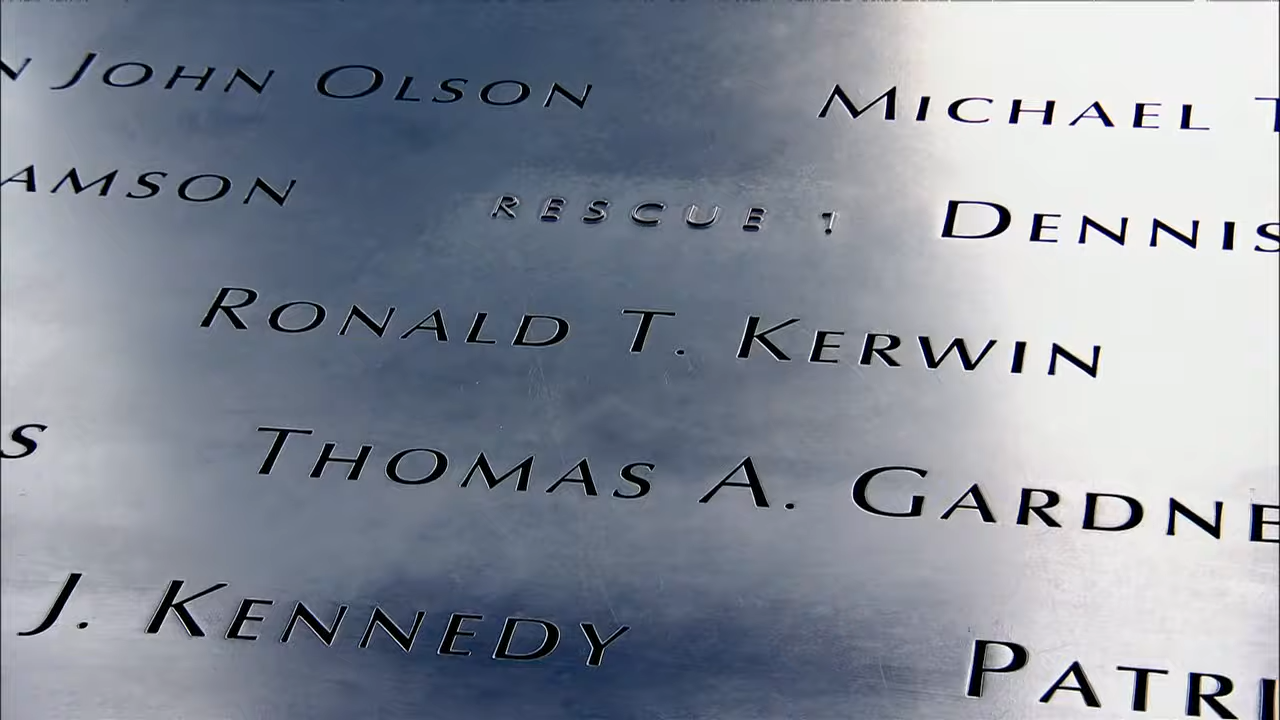 N JOHN OLSON MICHAEL T
AMSON RESCUE 1 DENNIS
RONALD T. KERWIN
S THOMAS A. GARDNE
J. KENNEDY PATRI